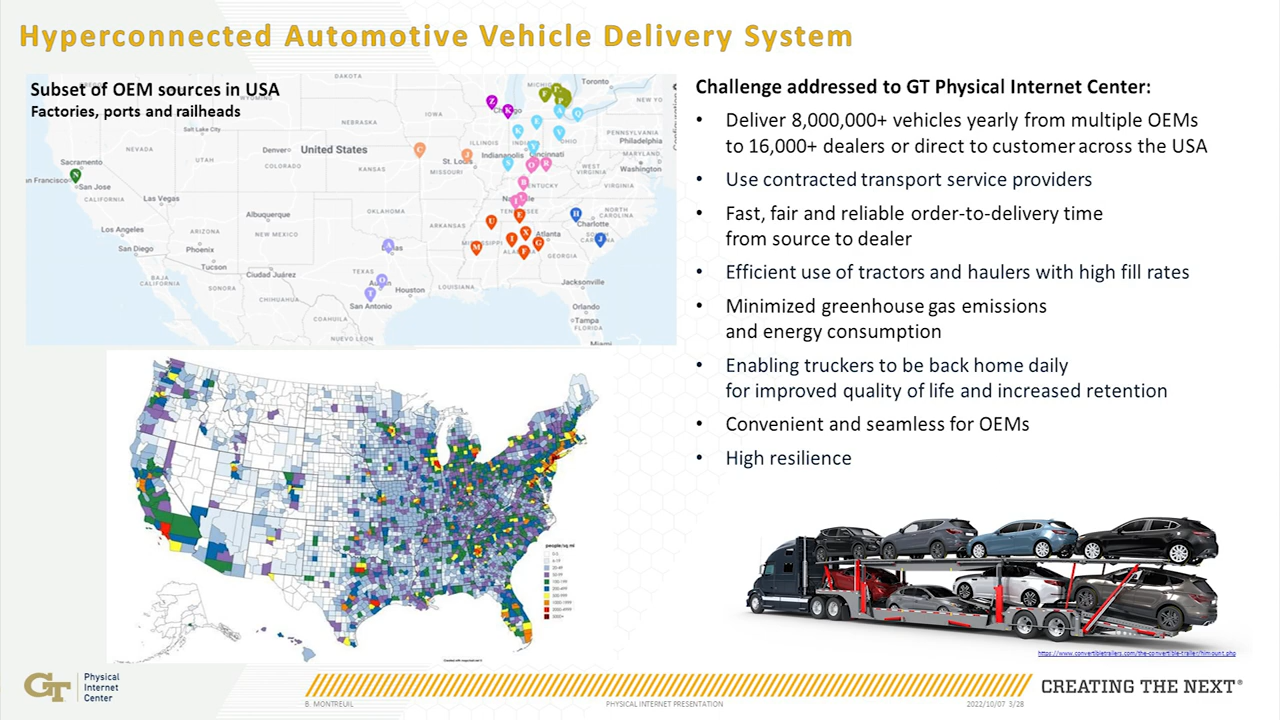 Hyperconnected Automotive Vehicle Delivery System
Subset of OEM sources in USA
Factories, ports and railheads
DAKOTA
MICHIG
Toronto
WYOMING
IOWA
Chicago
NEW YO
NEBRASKA
Salt Lake City
ILLINOIS
OHIO
PENNSYLVANIA
NEVADA
Denver
United States
Indianapolis
Philadelphia
Sacramento
UTAH
COLORADO
St. Louis
Cincinnati
MARYLAND
KANSAS
MISSOURI
WEST
VIRGINIA
Washington
San Francisco
San Jose
KENTUCKY
VIRGINIA
CALIFORNIA
Las Vegas
Nashville
OKLAHOMA
TENNESSEE
NORTH
CAROLINA
Albuquerque
Los Angeles
ARIZONA
NEW MEXICO
ARKANSAS
Charlotte
San Diego
Phoenix
Dallas
MISSISSIPPI
Atlanta
SOUTH
CAROLINA
Tucson
ALABAMA
GEORGIA
BAJA
CALIFORNIA
SONORA
Ciudad Juárez
TEXAS
Austin
Houston
LOUISIANA
Jacksonville
CHIHUAHUA
San Antonio
COAHUILA
Orlando
Tampa
FLORIDA
NUEVO LEON
Miami
people/sq mi
Challenge addressed to GT Physical Internet Center:
• Deliver 8,000,000+ vehicles yearly from multiple OEMs
to 16,000+ dealers or direct to customer across the USA
• Use contracted transport service providers
• Fast, fair and reliable order-to-delivery time
from source to dealer
• Efficient use of tractors and haulers with high fill rates
• Minimized greenhouse gas emissions
and energy consumption
• Enabling truckers to be back home daily
for improved quality of life and increased retention
• Convenient and seamless for OEMs
• High resilience
https://www.convertibletrailers.com/the-convertible-trailer/himount.php
GT
Physical
Internet
Center
B. MONTREUIL
PHYSICAL INTERNET PRESENTATION
2022/10/07 3/28
CREATING THE NEXT®